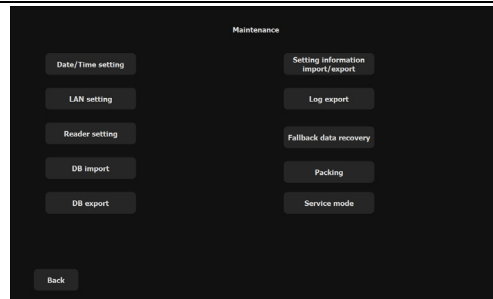 Maintenance
Date/Time setting
LAN setting
Reader setting
DB import
DB export
Setting information
import/export
Log export
Fallback data recovery
Packing
Service mode
Back